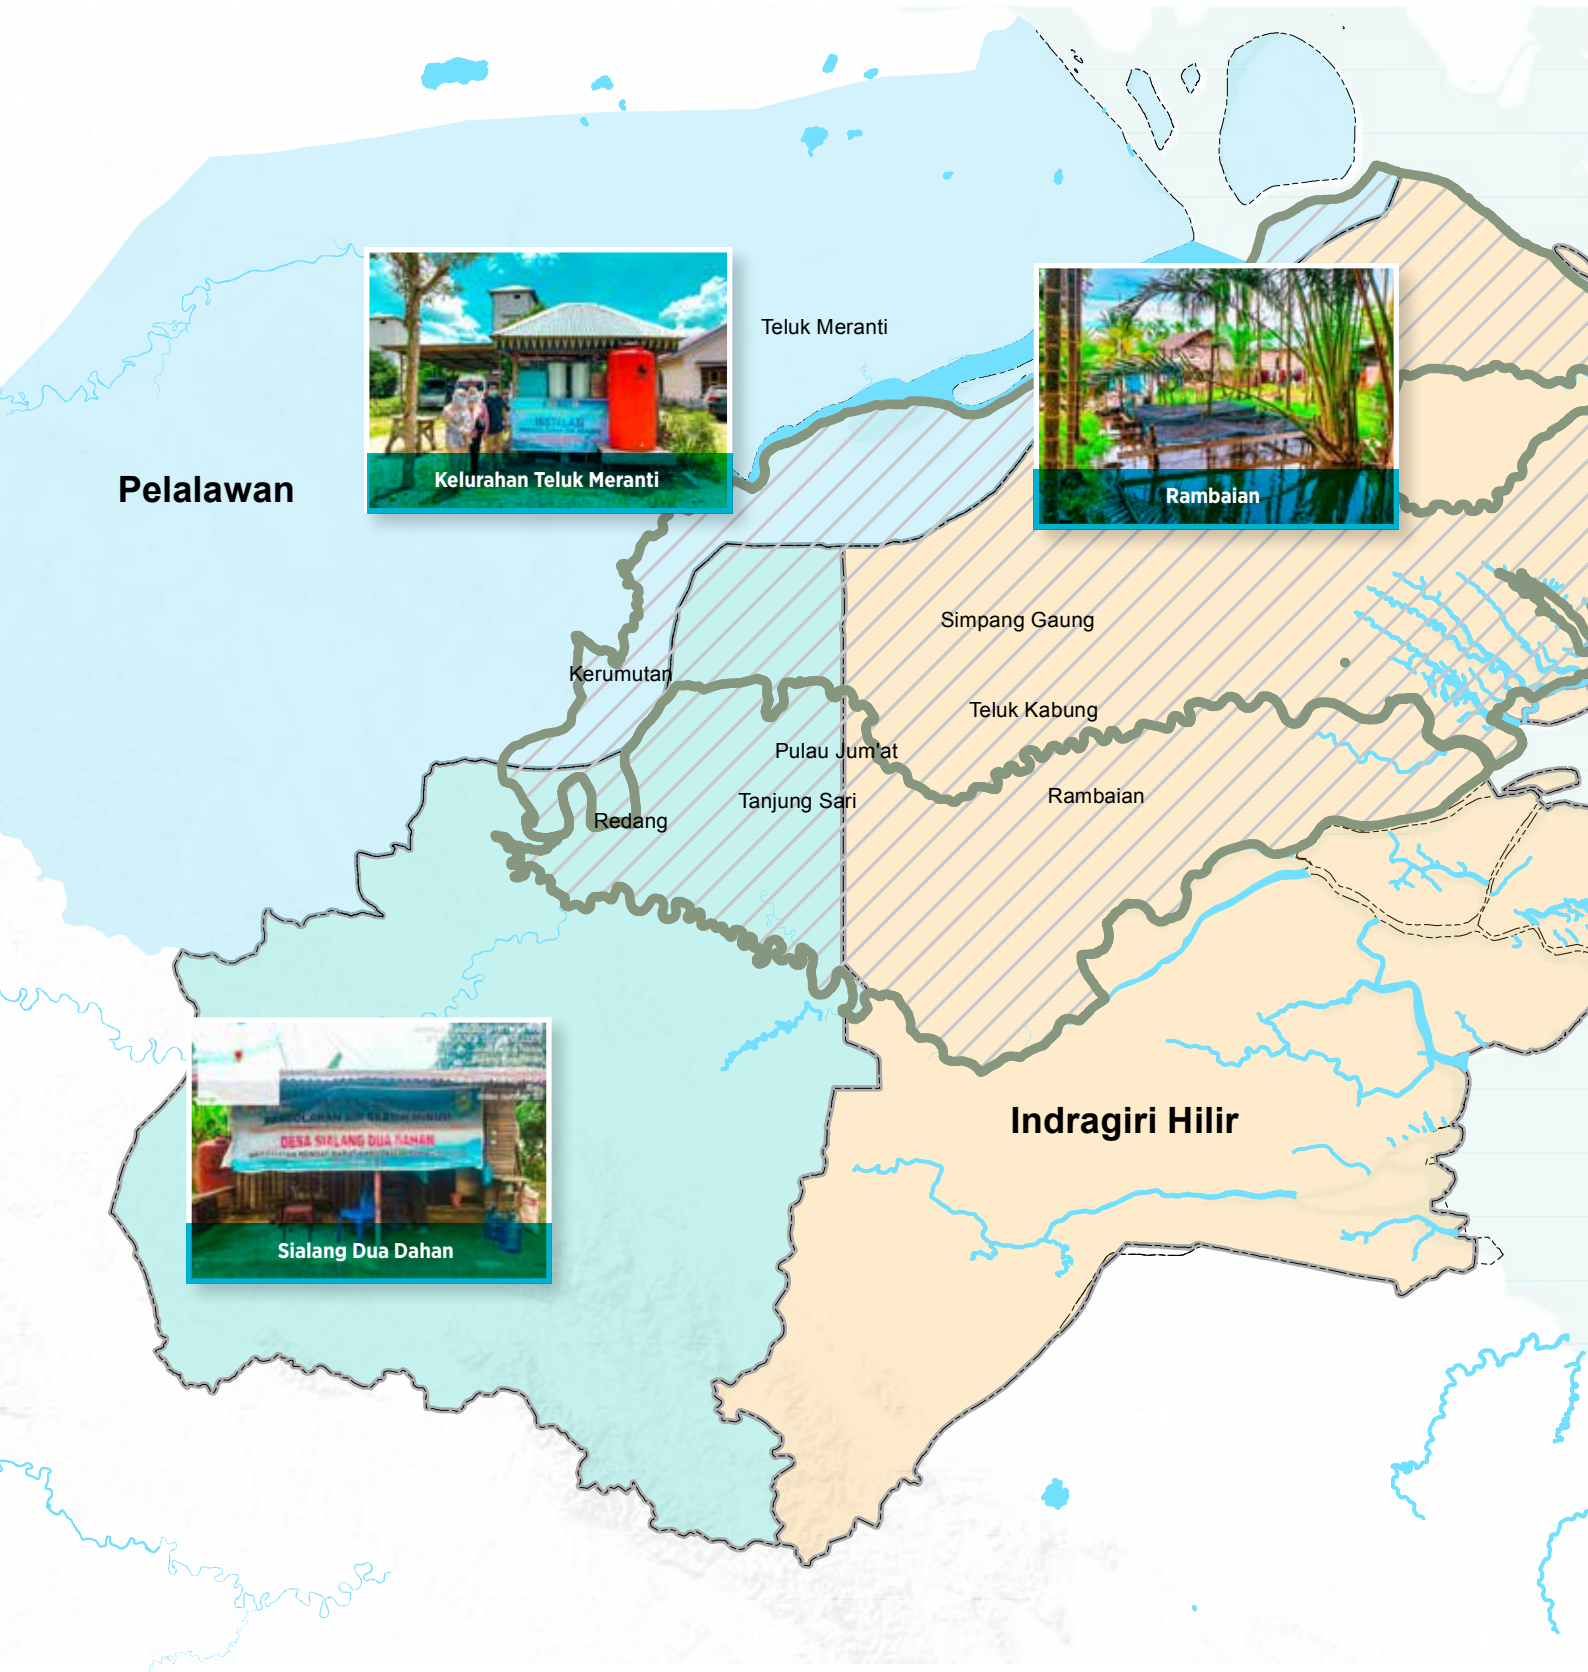 Teluk Meranti
INSTALASI
Kelurahan Teluk Meranti
Rambaian
Pelalawan
Simpang Gaung
Kerumutan
Teluk Kabung
Pulau Jum'at
Tanjung Sari
Rambaian
Redang
DESA SIALANG DUA DAHAN
Sialang Dua Dahan
Indragiri Hilir